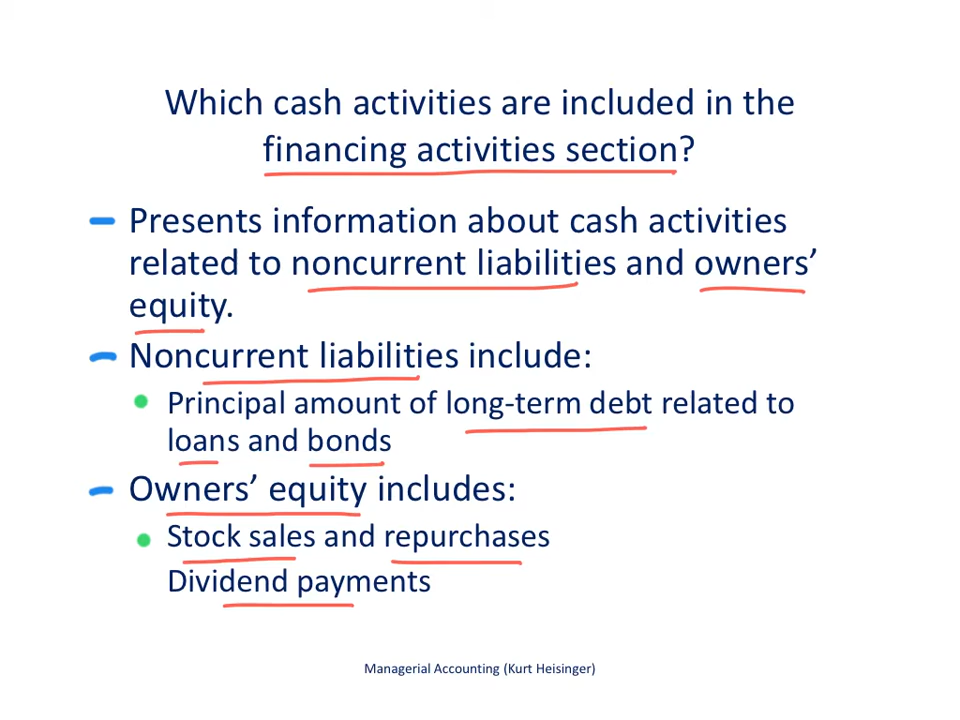 Which cash activities are included in the
financing activities section?
Presents information about cash activities
related to noncurrent liabilities and owners’
equity.
Noncurrent liabilities include:
Principal amount of long-term debt related to
loans and bonds
Owners’ equity includes:
Stock sales and repurchases
Dividend payments
Managerial Accounting (Kurt Heisinger)